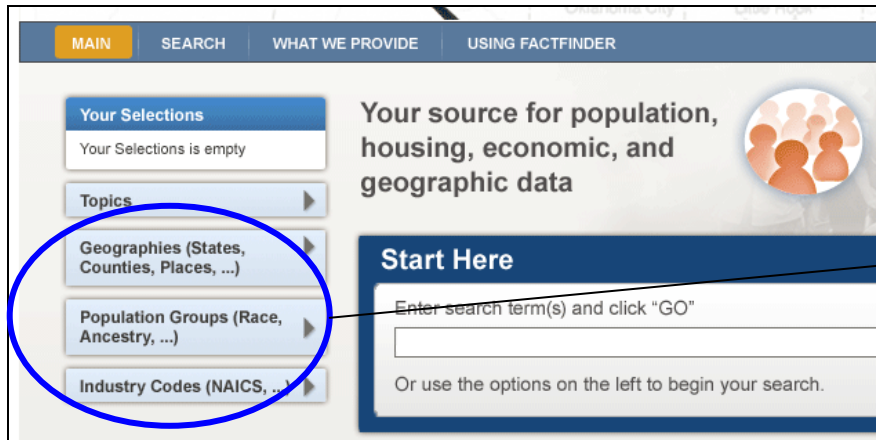 Oklahoma City
MAIN SEARCH WHAT WE PROVIDE USING FACTFINDER
Your Selections
Your Selections is empty
Topics
Geographies (States,
Counties, Places, ...)
Population Groups (Race,
Ancestry, ...)
Industry Codes (NAICS, ...)
Your source for population,
housing, economic, and
geographic data
Start Here
Enter search term(s) and click “GO”
Or use the options on the left to begin your search.